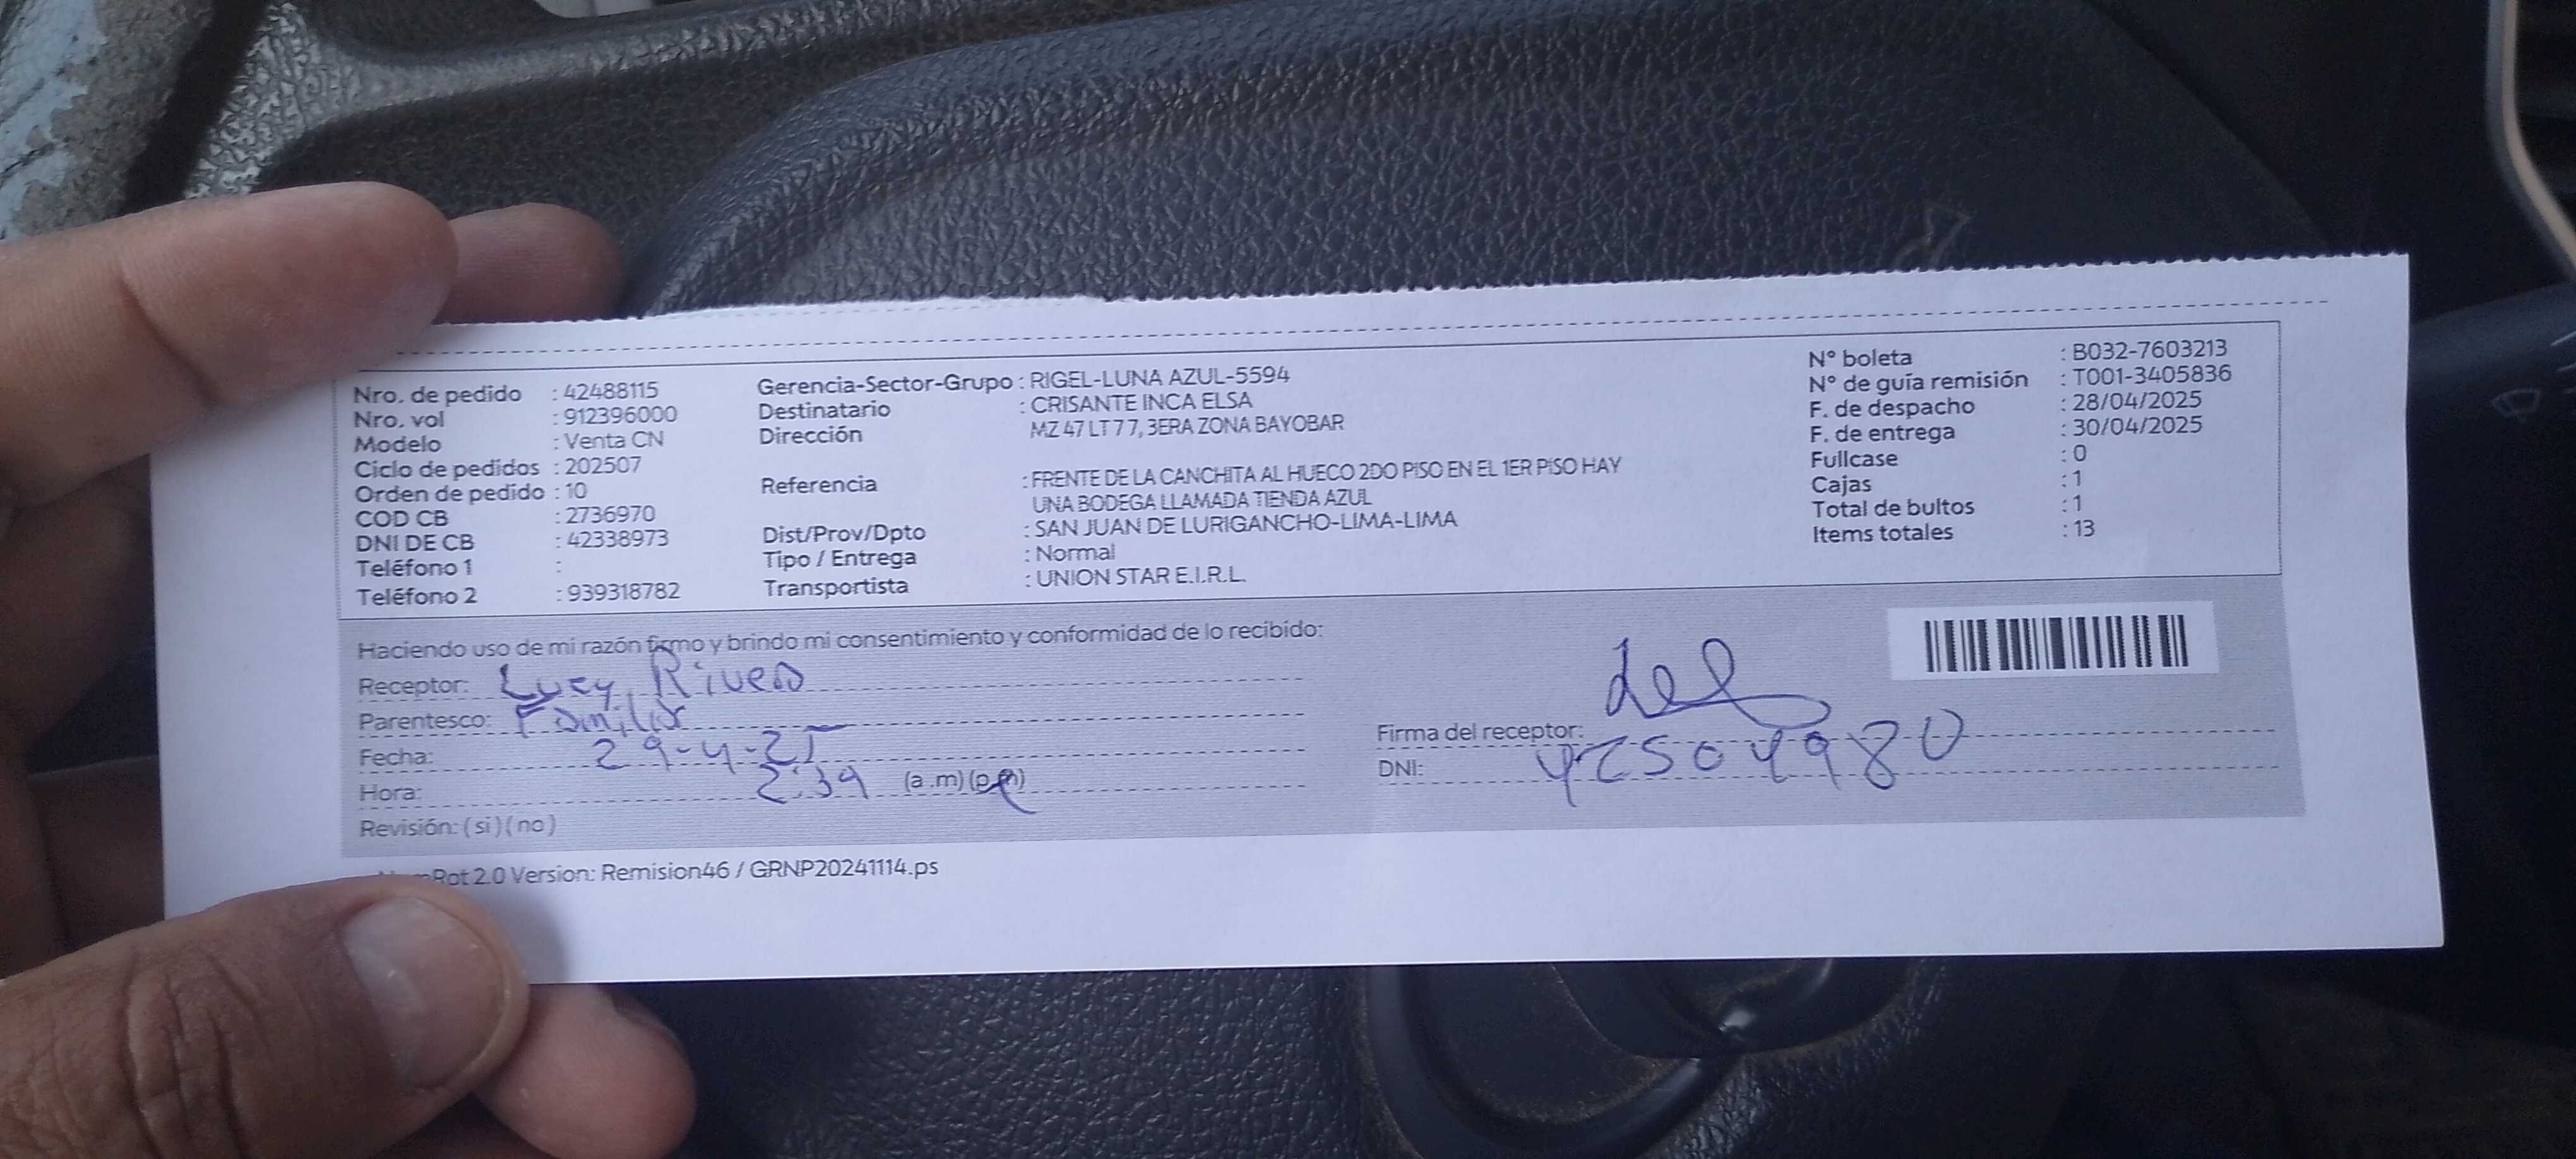 Nro. de pedido : 42488115
Nro. vol : 912396000
Modelo : Venta CN
Ciclo de pedidos : 202507
Orden de pedido : 10
COD CB : 2736970
DNI DE CB : 42338973
Teléfono 1 :
Teléfono 2 : 939318782
Gerencia-Sector-Grupo : RIGEL-LUNA AZUL-5594
Destinatario : CRISANTE INCA ELSA
Dirección MZ 47 LT 7 7, 3ERA ZONA BAYOBAR
Referencia : FRENTE DE LA CANCHITA AL HUECO 2DO PISO EN EL 1ER PISO HAY
UNA BODEGA LLAMADA TIENDA AZUL
Dist/Prov/Dpto : SAN JUAN DE LURIGANCHO-LIMA-LIMA
Tipo / Entrega : Normal
Transportista : UNION STAR E.I.R.L.
N° boleta : B032-7603213
N° de guía remisión : T001-3405836
F. de despacho : 28/04/2025
F. de entrega : 30/04/2025
Fullcase : 0
Cajas : 1
Total de bultos : 1
Items totales : 13
Haciendo uso de mi razón firmo y brindo mi consentimiento y conformidad de lo recibido:
Receptor: Lucy Rivero
Parentesco: Familiar
Fecha: 29-4-25
Hora: 2:39 (a.m) (p.m)
Revisión: (si) (no)
Firma del receptor:
DNI: 42504980
Rot 2.0 Version: Remision46 / GRNP20241114.ps